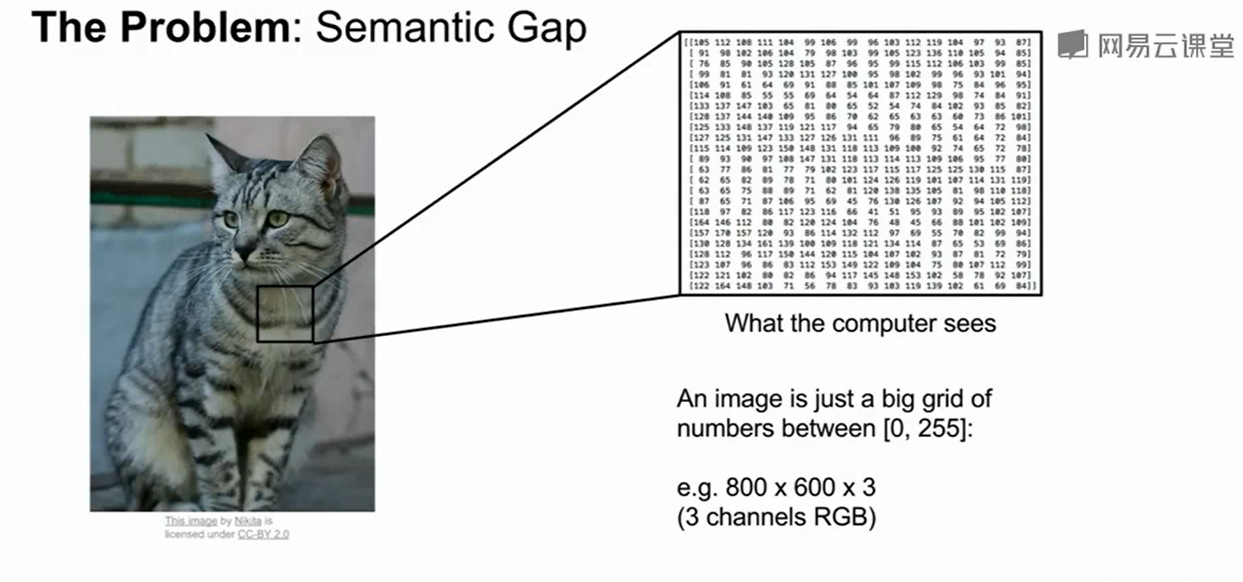 The Problem: Semantic Gap
网易云课堂
[[105 112 108 111 104 99 106 99 96 103 112 119 104 97 93 87]
[ 91 98 102 106 104 79 98 103 99 105 123 136 110 105 94 85]
[ 76 85 90 105 128 105 87 96 95 99 115 112 106 103 99 85]
[ 99 81 81 93 120 131 127 100 95 98 102 99 96 93 101 94]
[106 91 61 64 69 91 88 85 101 107 109 98 75 84 96 95]
[114 108 85 55 55 69 64 54 64 87 112 129 98 74 84 91]
[133 137 147 103 65 81 80 65 52 54 74 84 102 93 85 82]
[128 137 144 140 109 95 86 70 62 65 63 63 60 73 86 101]
[125 133 148 137 119 121 117 94 65 79 80 65 54 64 72 98]
[127 125 131 147 133 127 126 131 111 96 89 75 61 64 72 84]
[115 114 109 123 150 148 131 118 113 109 100 92 74 65 72 78]
[ 89 93 90 97 108 147 131 118 113 114 113 109 106 95 77 80]
[ 63 77 86 81 77 79 102 123 117 115 117 125 125 130 115 87]
[ 62 65 82 89 78 71 80 101 124 126 119 101 107 114 131 119]
[ 63 65 75 88 89 71 62 81 120 138 135 105 81 98 110 118]
[ 87 65 71 87 106 95 69 45 76 130 126 107 92 94 105 112]
[118 97 82 86 117 123 116 66 41 51 95 93 89 95 102 107]
[164 146 112 80 82 120 124 104 76 48 45 66 88 101 102 109]
[157 170 157 120 93 86 114 132 112 97 69 55 70 82 99 94]
[130 128 134 161 139 100 109 118 121 134 114 87 65 53 69 86]
[128 112 96 117 150 144 120 115 104 107 102 93 87 81 72 79]
[123 107 96 86 83 112 153 149 122 109 104 75 80 107 112 99]
[122 121 102 80 82 86 94 117 145 148 153 102 58 78 92 107]
[122 164 148 103 71 56 78 83 93 103 119 139 102 61 69 84]]
What the computer sees
An image is just a big grid of
numbers between [0, 255]:
e.g. 800 x 600 x 3
(3 channels RGB)
This image by Nikita is
licensed under CC-BY 2.0